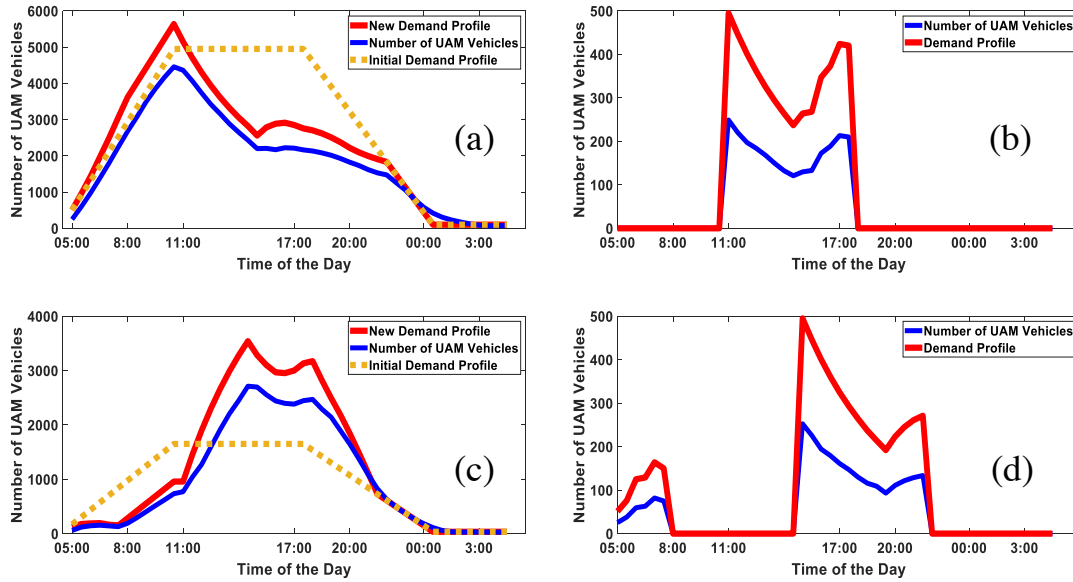 6000
5000
4000
3000
2000
1000
0
Number of UAM Vehicles
New Demand Profile
Number of UAM Vehicles
Initial Demand Profile
(a)
05:00 8:00 11:00 17:00 20:00 00:00 3:00
Time of the Day
500
400
300
200
100
0
Number of UAM Vehicles
Number of UAM Vehicles
Demand Profile
(b)
05:00 8:00 11:00 17:00 20:00 00:00 3:00
Time of the Day
4000
3000
2000
1000
0
Number of UAM Vehicles
New Demand Profile
Number of UAM Vehicles
Initial Demand Profile
(c)
05:00 8:00 11:00 17:00 20:00 00:00 3:00
Time of the Day
500
400
300
200
100
0
Number of UAM Vehicles
Number of UAM Vehicles
Demand Profile
(d)
05:00 8:00 11:00 17:00 20:00 00:00 3:00
Time of the Day